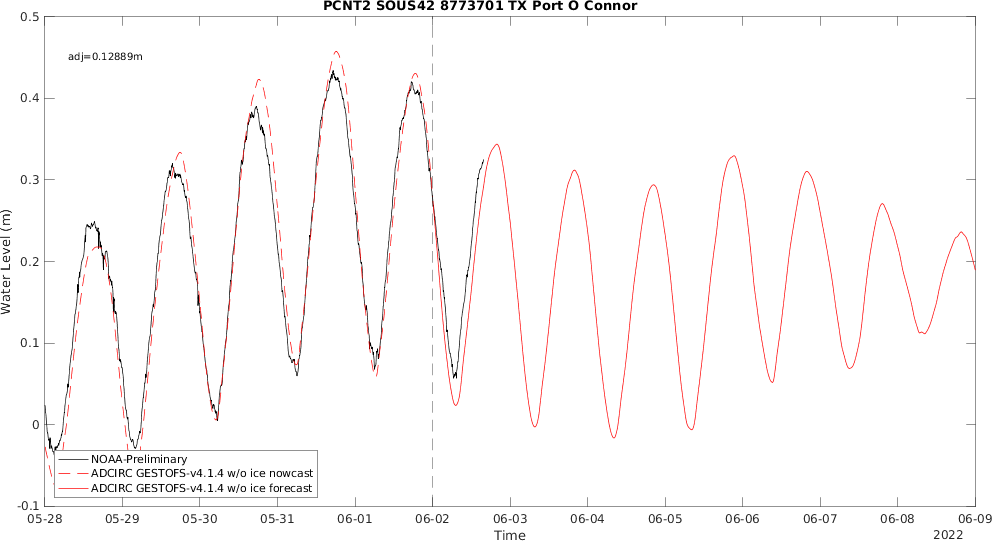 PCNT2 SOUS42 8773701 TX Port O Connor
adj=0.12889m
0.5
0.4
0.3
0.2
0.1
0
-0.1
Water Level (m)
NOAA-Preliminary
ADCIRC GESTOFS-v4.1.4 w/o ice nowcast
ADCIRC GESTOFS-v4.1.4 w/o ice forecast
05-28 05-29 05-30 05-31 06-01 06-02 06-03 06-04 06-05 06-06 06-07 06-08 06-09
Time
2022